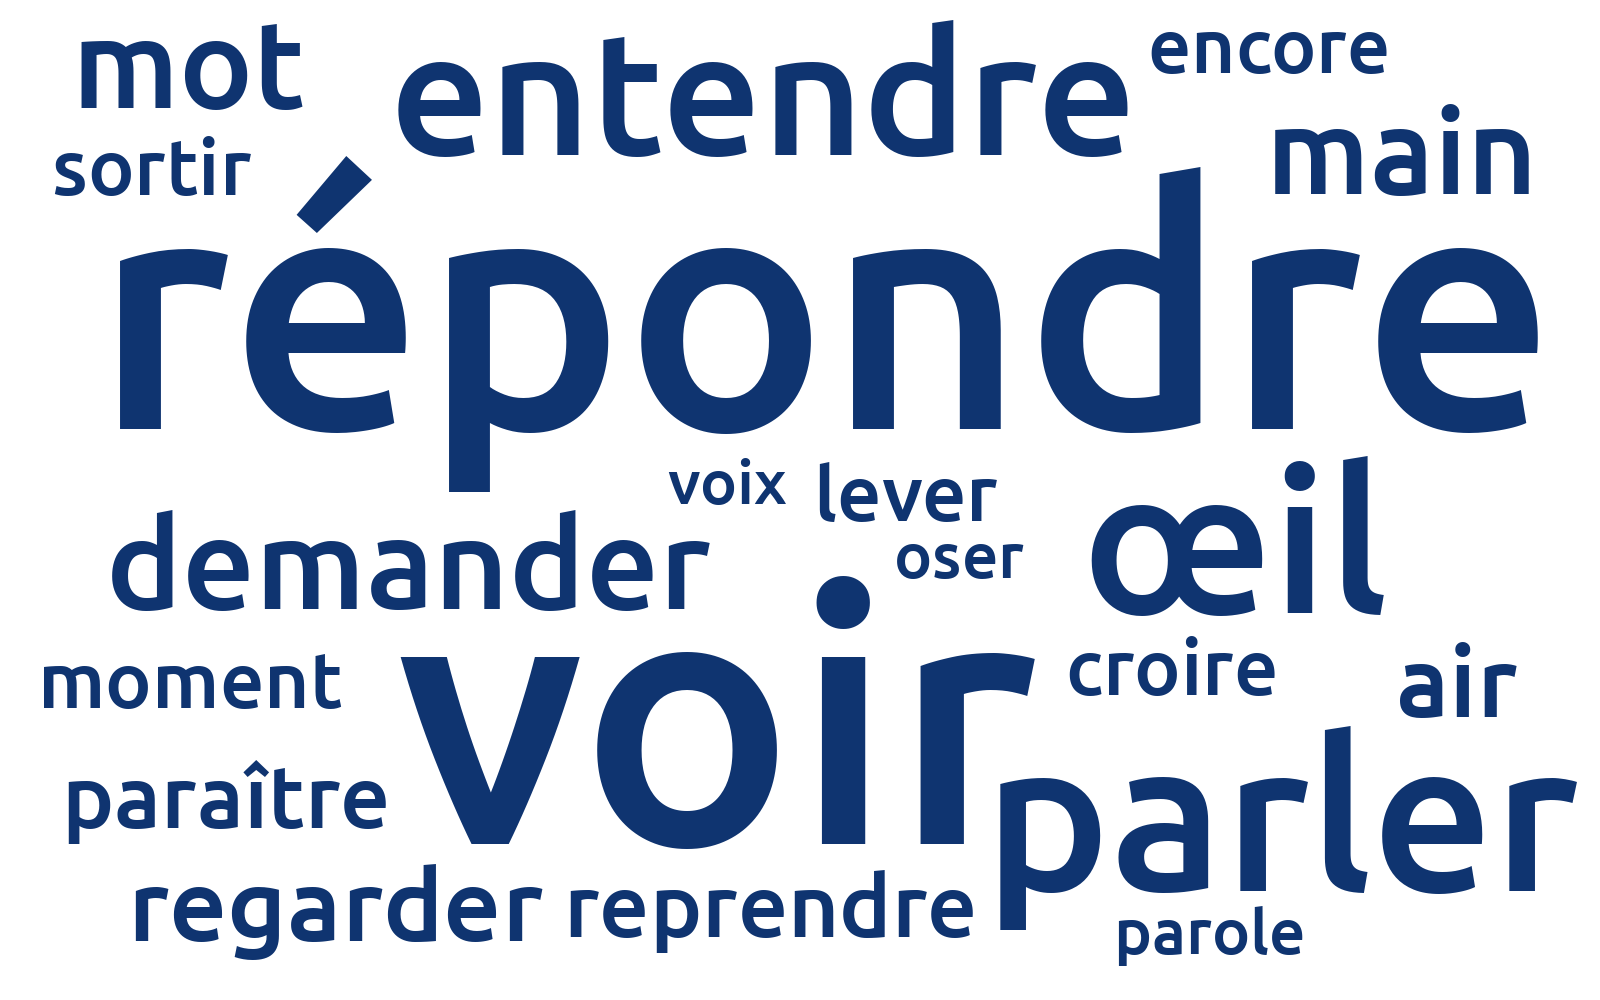 mot
entendre
encore
main
sortir
répondre
voix
lever
oser
œil
demander
voir
moment
croire
air
paraître
parler
regarder
reprendre
parole